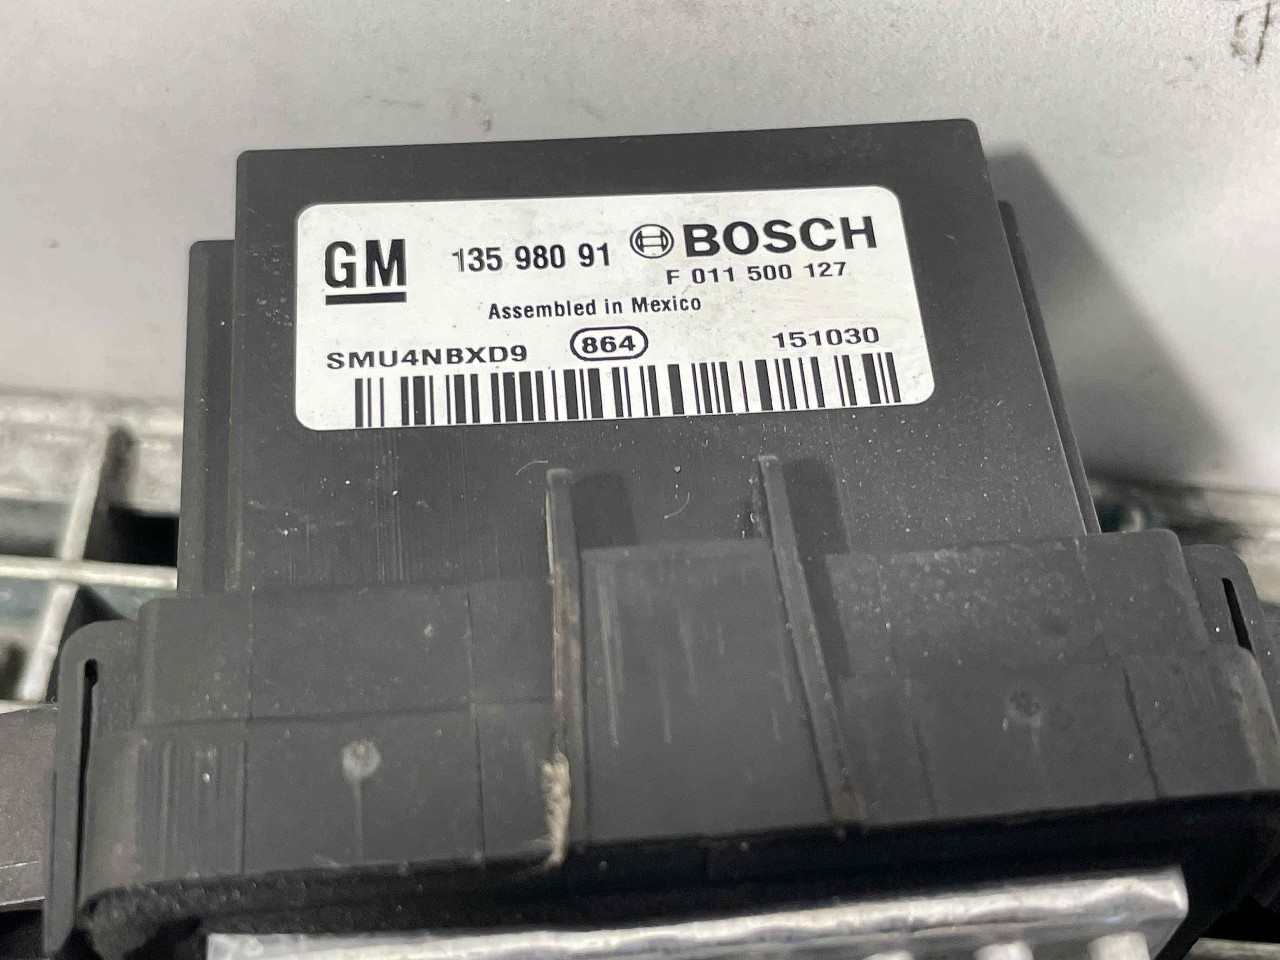 GM 135 980 91 BOSCH
F 011 500 127
Assembled in Mexico
SMU4NBXD9 864 151030